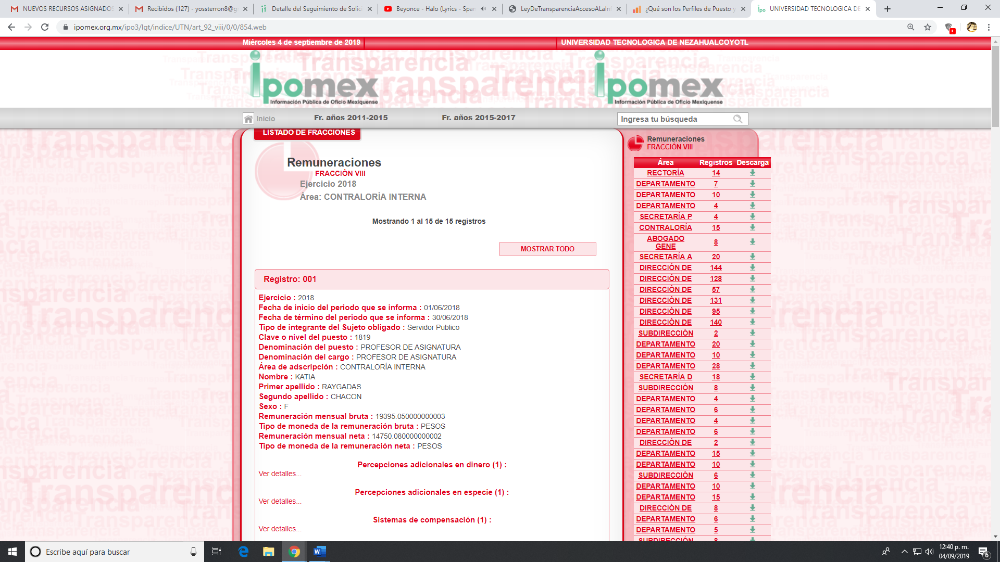 NUEVOS RECURSOS ASIGNADOS
Recibidos (127) - yossterron8@g
Detalle del Seguimiento de Solici
Beyonce - Halo (Lyrics - Span
LeyDeTransparenciaAccesoALaInf
¿Qué son los Perfiles de Puesto y
UNIVERSIDAD TECNOLOGICA DE
ipomex.org.mx/ipo3/lgt/indice/UTN/art_92_viii/0/0/854.web
Miércoles 4 de septiembre de 2019
UNIVERSIDAD TECNOLOGICA DE NEZAHUALCOYOTL
Transparencia
ipomex
Información Pública de Oficio Mexiquense
ipomex
Información Pública de Oficio Mexiquense
Inicio
Fr. años 2011-2015
Fr. años 2015-2017
Ingresa tu búsqueda
LISTADO DE FRACCIONES
Remuneraciones
FRACCIÓN VIII
Ejercicio 2018
Área: CONTRALORÍA INTERNA
Mostrando 1 al 15 de 15 registros
MOSTRAR TODO
Registro: 001
Ejercicio : 2018
Fecha de inicio del periodo que se informa : 01/06/2018
Fecha de término del periodo que se informa : 30/06/2018
Tipo de integrante del Sujeto obligado : Servidor Publico
Clave o nivel del puesto : 1819
Denominación del puesto : PROFESOR DE ASIGNATURA
Denominación del cargo : PROFESOR DE ASIGNATURA
Área de adscripción : CONTRALORÍA INTERNA
Nombre : KATIA
Primer apellido : RAYGADAS
Segundo apellido : CHACON
Sexo : F
Remuneración mensual bruta : 19395.050000000003
Tipo de moneda de la remuneración bruta : PESOS
Remuneración mensual neta : 14750.080000000002
Tipo de moneda de la remuneración neta : PESOS
Percepciones adicionales en dinero (1) :
Ver detalles...
Percepciones adicionales en especie (1) :
Ver detalles...
Sistemas de compensación (1) :
Ver detalles...
Remuneraciones
FRACCIÓN VIII
Área Registros Descarga
RECTORÍA 14
DEPARTAMENTO 7
DEPARTAMENTO 10
DEPARTAMENTO 4
SECRETARÍA P 4
CONTRALORÍA 15
ABOGADO
GENE 8
SECRETARÍA A 20
DIRECCIÓN DE 144
DIRECCIÓN DE 128
DIRECCIÓN DE 57
DIRECCIÓN DE 131
DIRECCIÓN DE 95
DIRECCIÓN DE 140
SUBDIRECCIÓN 2
DEPARTAMENTO 20
DEPARTAMENTO 10
DEPARTAMENTO 28
SECRETARÍA D 18
SUBDIRECCIÓN 8
DEPARTAMENTO 4
DEPARTAMENTO 6
DEPARTAMENTO 4
DEPARTAMENTO 6
DIRECCIÓN DE 2
DEPARTAMENTO 15
DEPARTAMENTO 10
SUBDIRECCIÓN 6
DEPARTAMENTO 10
DEPARTAMENTO 15
DIRECCIÓN DE 8
DEPARTAMENTO 6
DEPARTAMENTO 5
SUBDIRECCIÓN 8
Escribe aquí para buscar
12:40 p. m.
04/09/2019
6